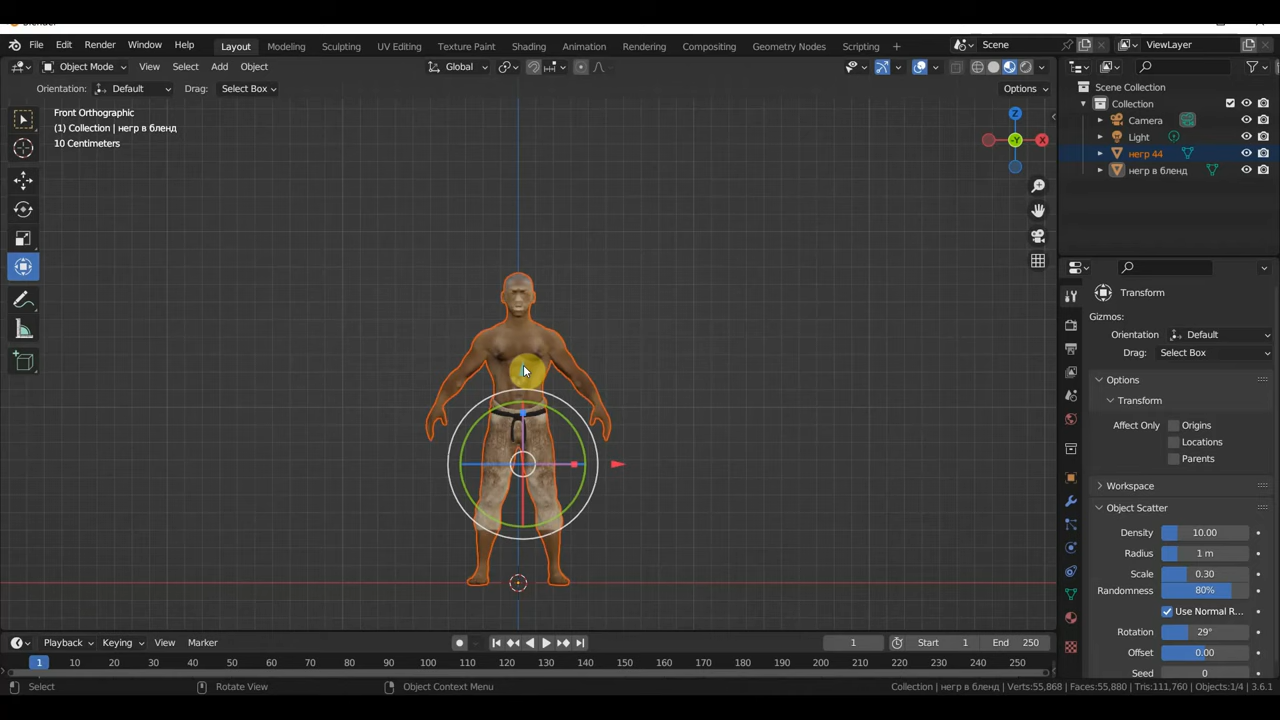 File Edit Render Window Help Layout Modeling Sculpting UV Editing Texture Paint Shading Animation Rendering Compositing Geometry Nodes Scripting + Scene ViewLayer
Object Mode View Select Add Object Global
Orientation: Default Drag: Select Box Options
Front Orthographic
(1) Collection | негр в бленд
10 Centimeters
Z
-Y
X
Scene Collection
Collection
Camera
Light
негр 44
негр в бленд
Transform
Gizmos:
Orientation Default
Drag: Select Box
Options
Transform
Affect Only Origins
Locations
Parents
Workspace
Object Scatter
Density 10.00
Radius 1 m
Scale 0.30
Randomness 80%
Use Normal R...
Rotation 29°
Offset 0.00
Seed 0
Playback Keying View Marker 1 Start 1 End 250
1 10 20 30 40 50 60 70 80 90 100 110 120 130 140 150 160 170 180 190 200 210 220 230 240 250
Select Rotate View Object Context Menu Collection | негр в бленд | Verts:55,868 | Faces:55,880 | Tris:111,760 | Objects:1/4 | 3.6.1